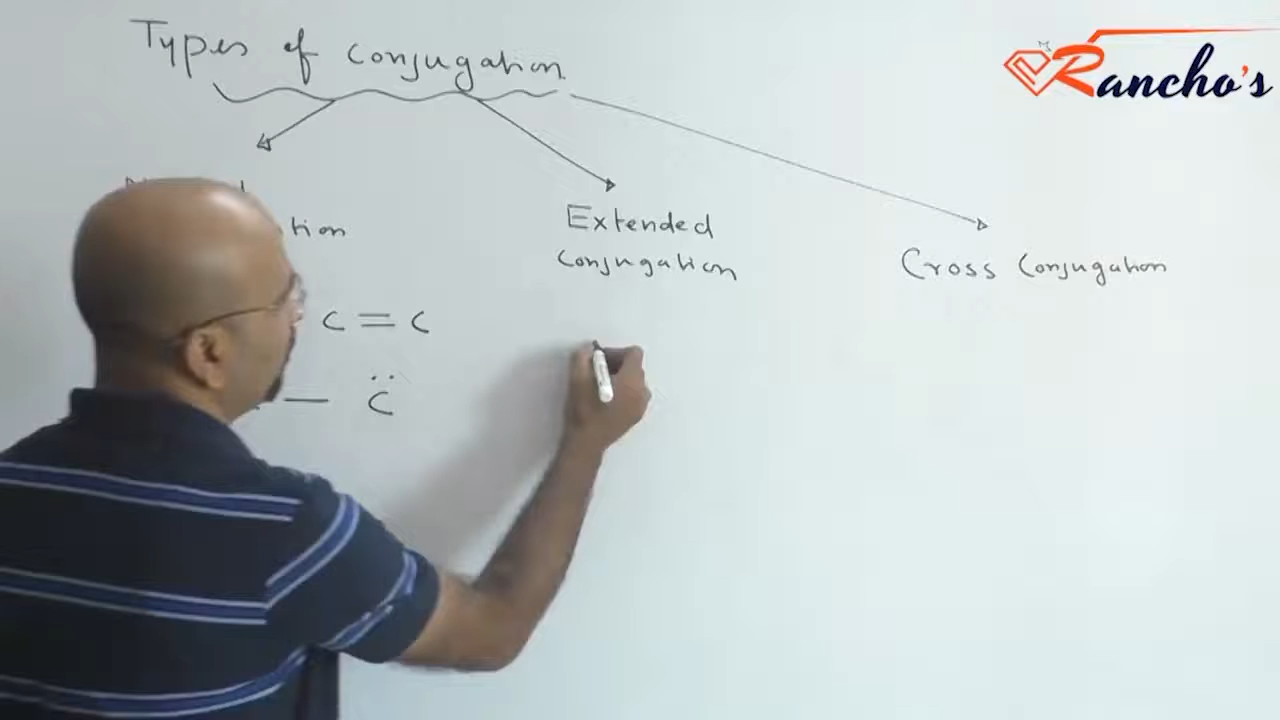 Types of Conjugation
Extended
Conjugation
Cross Conjugation
C = C
— C̈
Rancho's